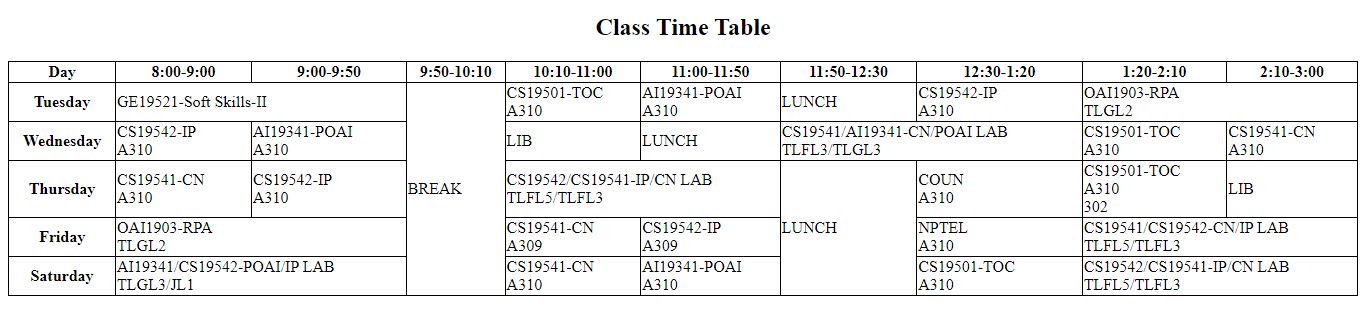 Class Time Table
Day 8:00-9:00 9:00-9:50 9:50-10:10 10:10-11:00 11:00-11:50 11:50-12:30 12:30-1:20 1:20-2:10 2:10-3:00
Tuesday GE19521-Soft Skills-II CS19501-TOC AI19341-POAI LUNCH CS19542-IP OAI1903-RPA
A310 A310 A310 TLGL2
Wednesday CS19542-IP AI19341-POAI LIB LUNCH CS19541/AI19341-CN/POAI LAB CS19501-TOC CS19541-CN
A310 A310 TLFL3/TLGL3 A310 A310
Thursday CS19541-CN CS19542-IP BREAK CS19542/CS19541-IP/CN LAB COUN CS19501-TOC LIB
A310 A310 TLFL5/TLFL3 A310 A310
302
Friday OAI1903-RPA CS19541-CN CS19542-IP LUNCH NPTEL CS19541/CS19542-CN/IP LAB
TLGL2 A309 A309 A310 TLFL5/TLFL3
Saturday AI19341/CS19542-POAI/IP LAB CS19541-CN AI19341-POAI CS19501-TOC CS19542/CS19541-IP/CN LAB
TLGL3/JL1 A310 A310 A310 TLFL5/TLFL3